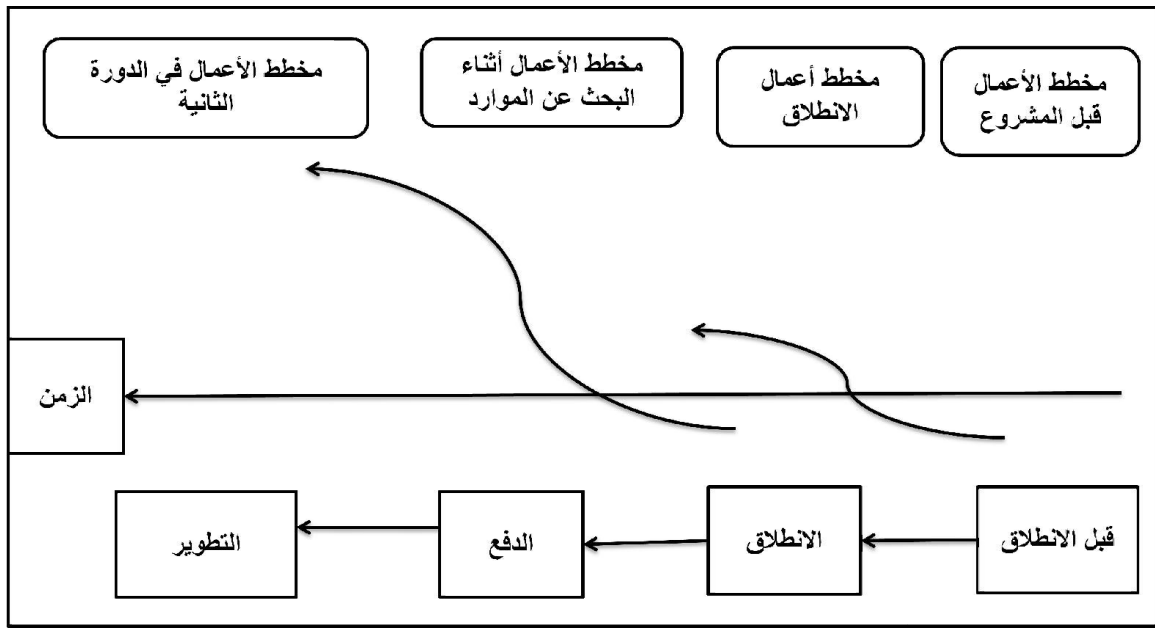 مخطط الأعمال
قبل المشروع
مخطط أعمال
الانطلاق
مخطط الأعمال أثناء
البحث عن الموارد
مخطط الأعمال في الدورة
الثانية
الزمن
قبل الانطلاق
الانطلاق
الدفع
التطوير